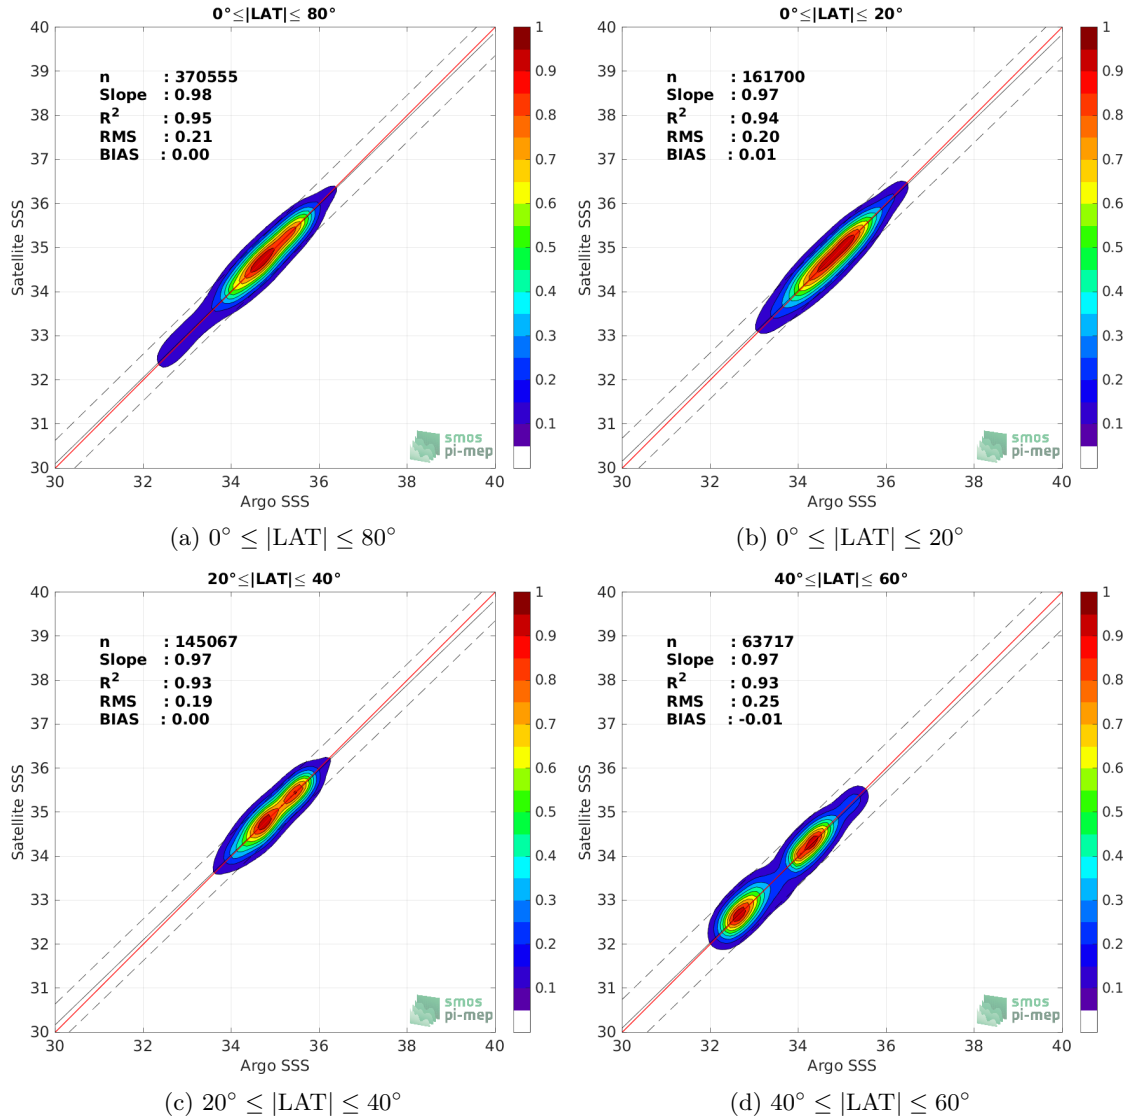 0°≤|LAT|≤ 80°
n : 370555
Slope : 0.98
R² : 0.95
RMS : 0.21
BIAS : 0.00
Satellite SSS
40
39
38
37
36
35
34
33
32
31
30
30 32 34 36 38 40
Argo SSS
1
0.9
0.8
0.7
0.6
0.5
0.4
0.3
0.2
0.1
smos
pi-mep
(a) 0° ≤ |LAT| ≤ 80°
0°≤|LAT|≤ 20°
n : 161700
Slope : 0.97
R² : 0.94
RMS : 0.20
BIAS : 0.01
Satellite SSS
40
39
38
37
36
35
34
33
32
31
30
30 32 34 36 38 40
Argo SSS
1
0.9
0.8
0.7
0.6
0.5
0.4
0.3
0.2
0.1
smos
pi-mep
(b) 0° ≤ |LAT| ≤ 20°
20°≤|LAT|≤ 40°
n : 145067
Slope : 0.97
R² : 0.93
RMS : 0.19
BIAS : 0.00
Satellite SSS
40
39
38
37
36
35
34
33
32
31
30
30 32 34 36 38 40
Argo SSS
1
0.9
0.8
0.7
0.6
0.5
0.4
0.3
0.2
0.1
smos
pi-mep
(c) 20° ≤ |LAT| ≤ 40°
40°≤|LAT|≤ 60°
n : 63717
Slope : 0.97
R² : 0.93
RMS : 0.25
BIAS : -0.01
Satellite SSS
40
39
38
37
36
35
34
33
32
31
30
30 32 34 36 38 40
Argo SSS
1
0.9
0.8
0.7
0.6
0.5
0.4
0.3
0.2
0.1
smos
pi-mep
(d) 40° ≤ |LAT| ≤ 60°